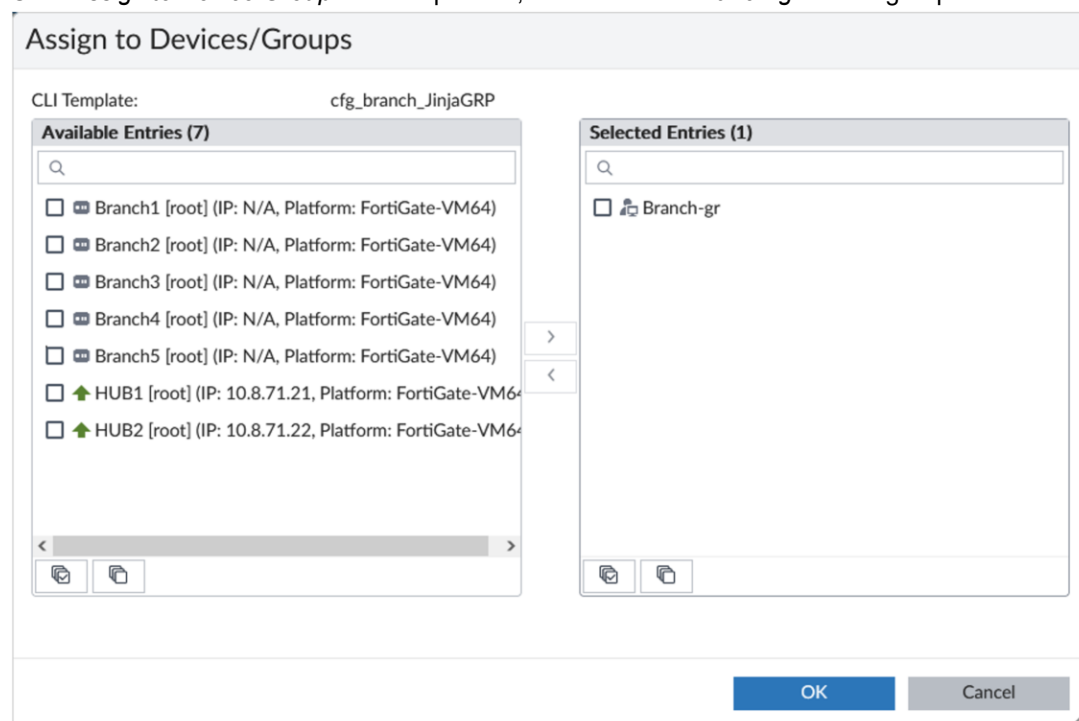 Assign to Devices/Groups
CLI Template: cfg_branch_JinjaGRP
Available Entries (7)
Branch1 [root] (IP: N/A, Platform: FortiGate-VM64)
Branch2 [root] (IP: N/A, Platform: FortiGate-VM64)
Branch3 [root] (IP: N/A, Platform: FortiGate-VM64)
Branch4 [root] (IP: N/A, Platform: FortiGate-VM64)
Branch5 [root] (IP: N/A, Platform: FortiGate-VM64)
HUB1 [root] (IP: 10.8.71.21, Platform: FortiGate-VM64
HUB2 [root] (IP: 10.8.71.22, Platform: FortiGate-VM64
Selected Entries (1)
Branch-gr
OK Cancel